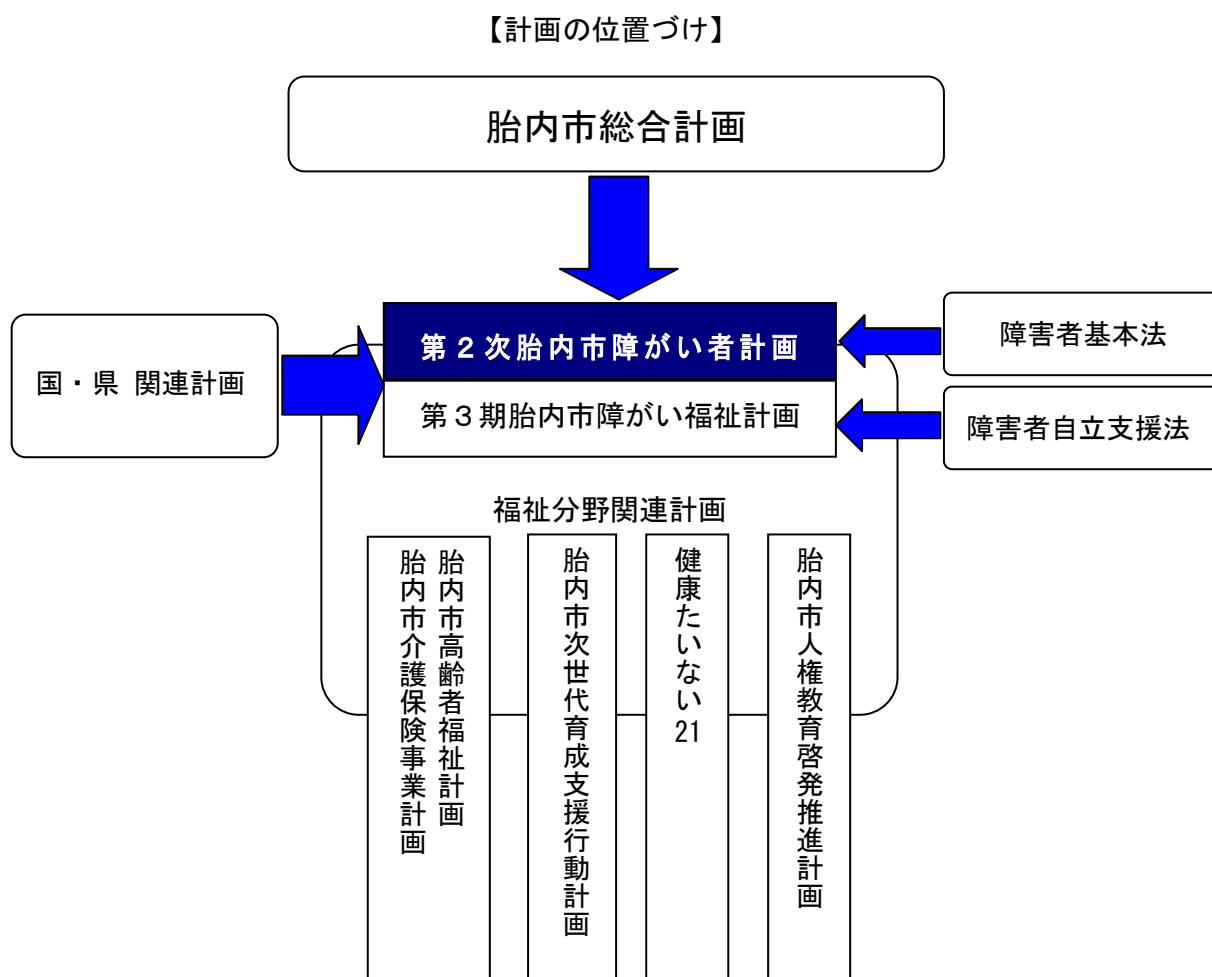 【計画の位置づけ】
胎内市総合計画
国・県 関連計画
第２次胎内市障がい者計画
第３期胎内市障がい福祉計画
障害者基本法
障害者自立支援法
福祉分野関連計画
胎内市高齢者福祉計画
胎内市介護保険事業計画
胎内市次世代育成支援行動計画
健康たいない21
胎内市人権教育啓発推進計画